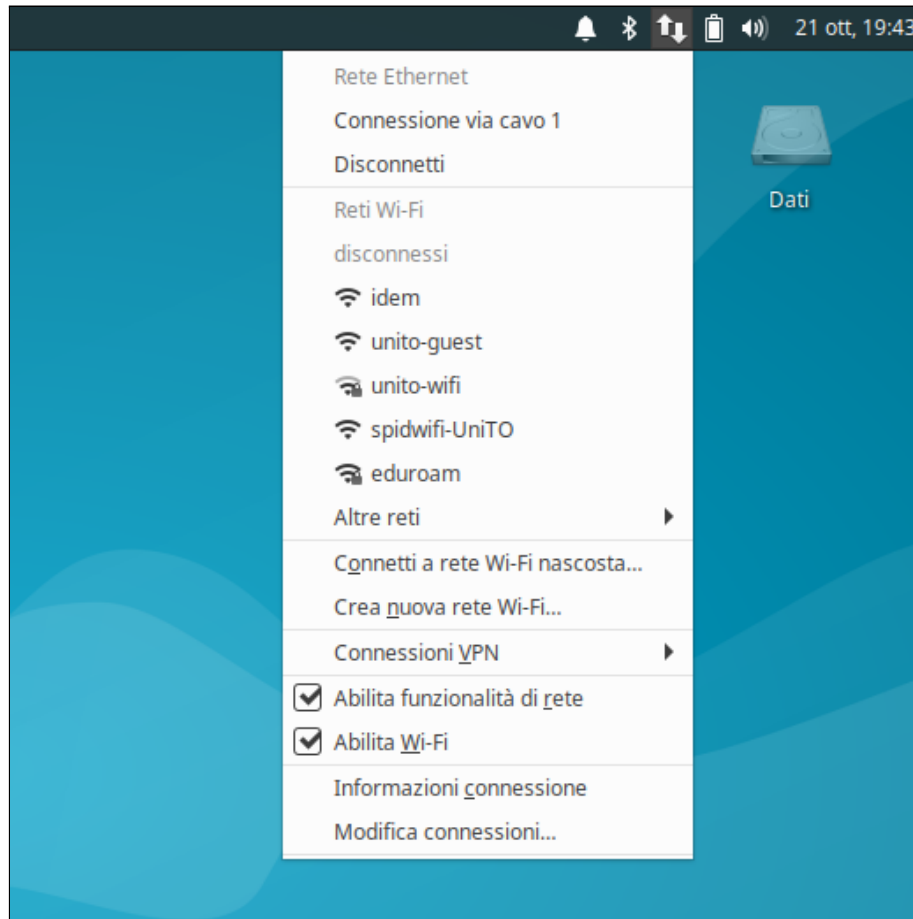 21 ott, 19:43
Rete Ethernet
Connessione via cavo 1
Disconnetti
Dati
Reti Wi-Fi
disconnessi
idem
unito-guest
unito-wifi
spidwifi-UniTO
eduroam
Altre reti
Connetti a rete Wi-Fi nascosta...
Crea nuova rete Wi-Fi...
Connessioni VPN
Abilita funzionalità di rete
Abilita Wi-Fi
Informazioni connessione
Modifica connessioni...